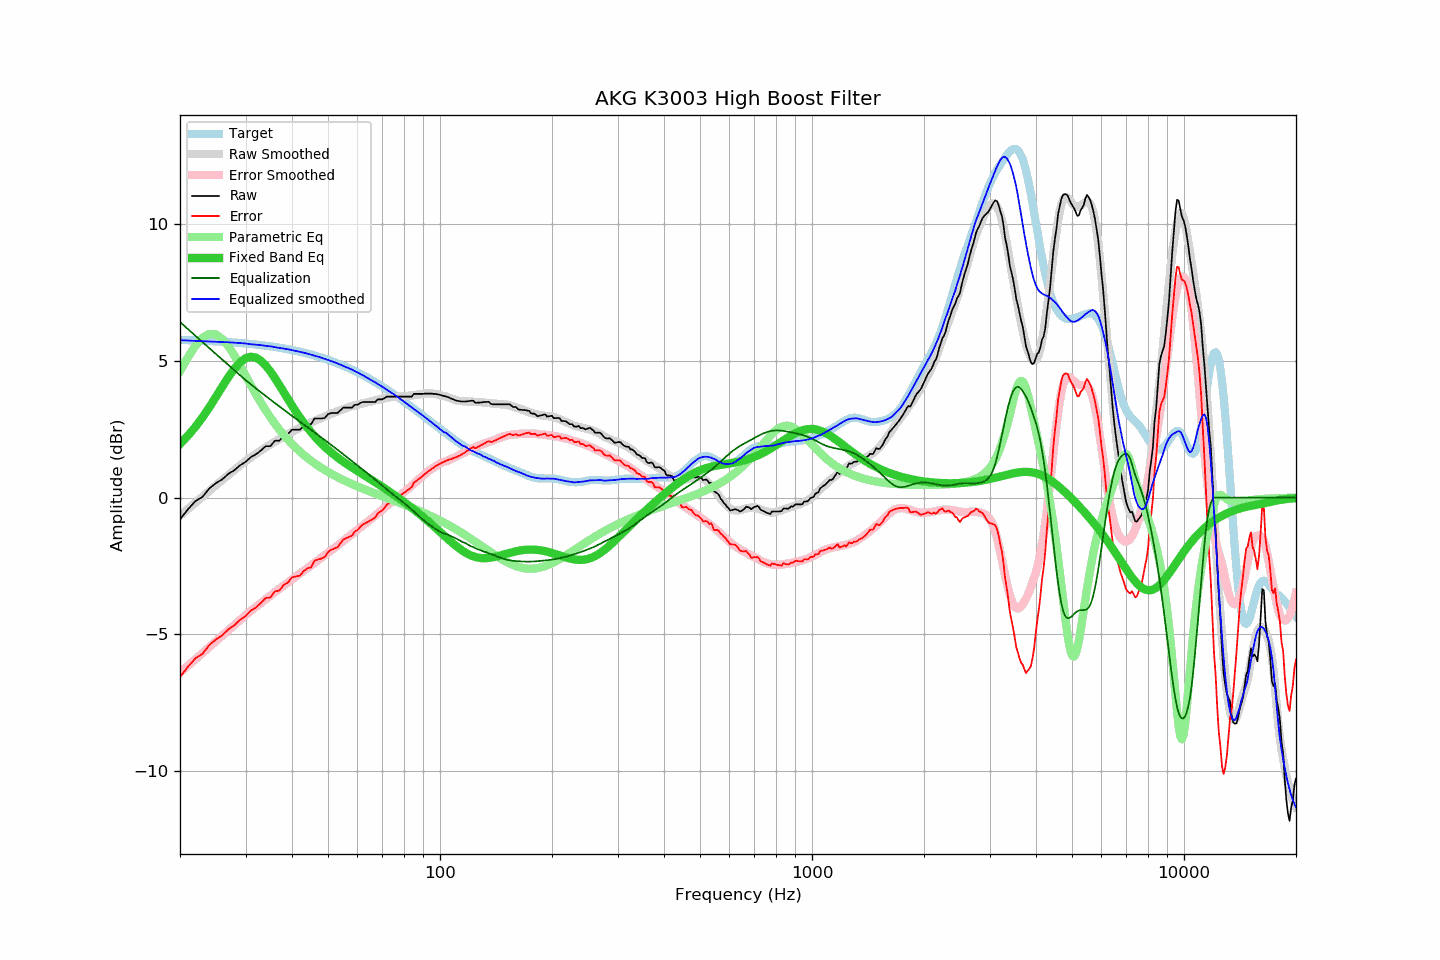 AKG K3003 High Boost Filter
Target
Raw Smoothed
Error Smoothed
Raw
Error
Parametric Eq
Fixed Band Eq
Equalization
Equalized smoothed
10
5
0
−5
−10
Amplitude (dBr)
100
1000
10000
Frequency (Hz)